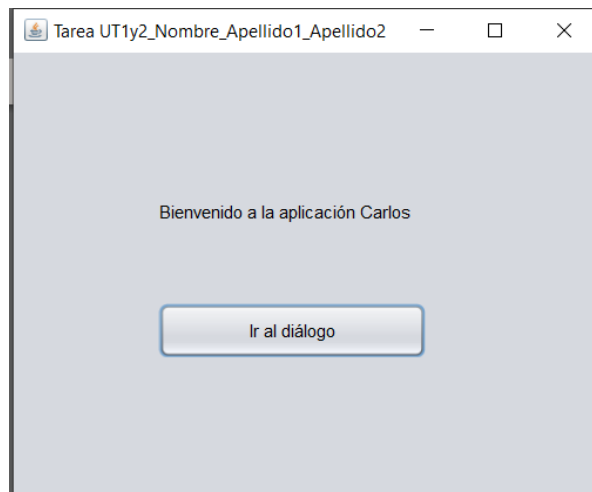 Tarea UT1y2_Nombre_Apellido1_Apellido2
Bienvenido a la aplicación Carlos
Ir al diálogo